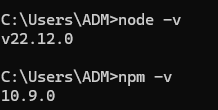 C:\Users\ADM>node -v
v22.12.0
C:\Users\ADM>npm -v
10.9.0